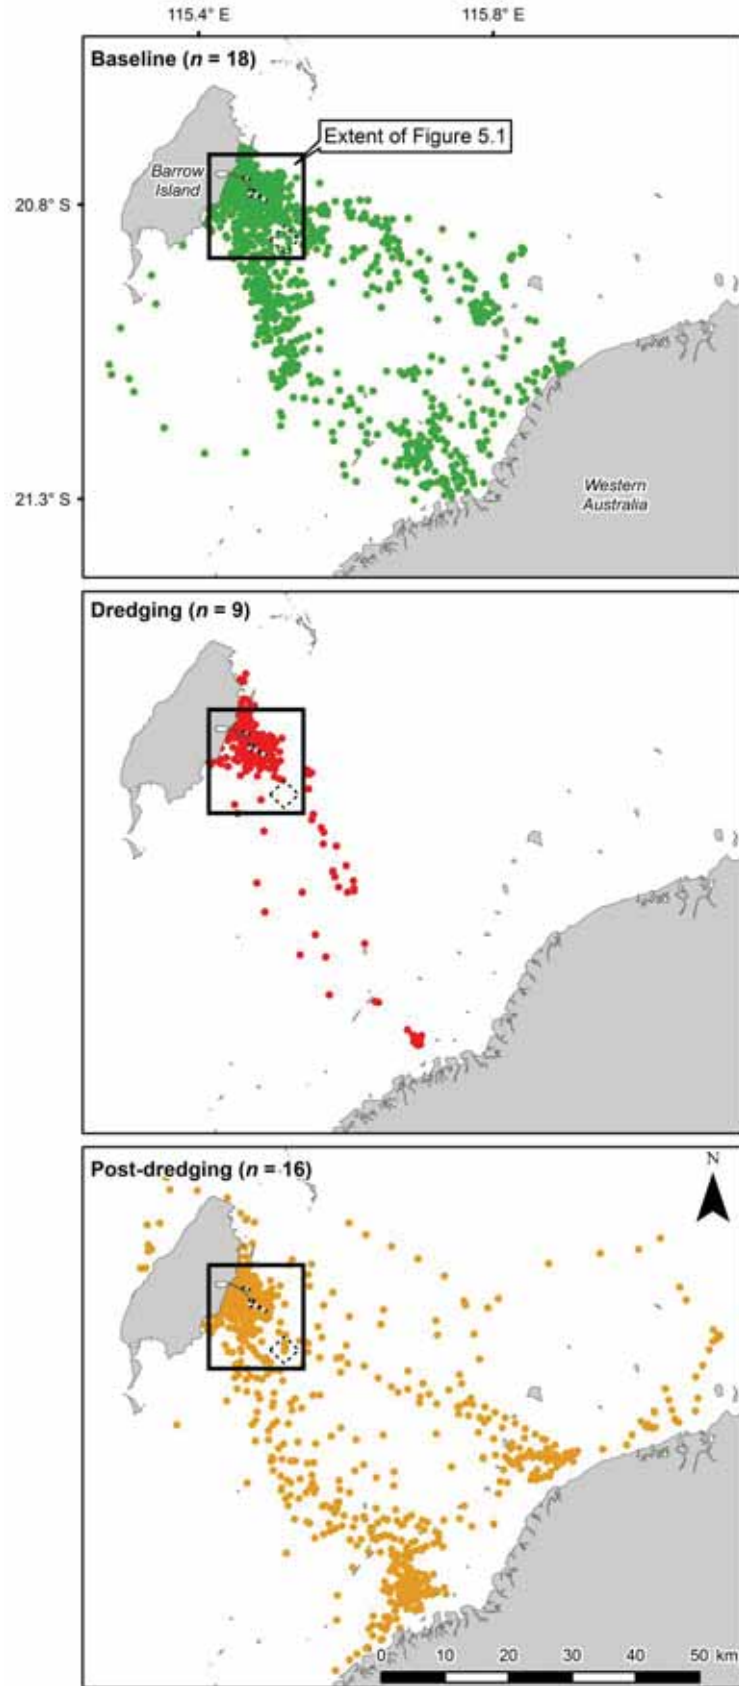 115.4° E
115.8° E
Baseline (n = 18)
Extent of Figure 5.1
Barrow
Island
20.8° S
Western
Australia
21.3° S
Dredging (n = 9)
Post-dredging (n = 16)
N
0 10 20 30 40 50 km